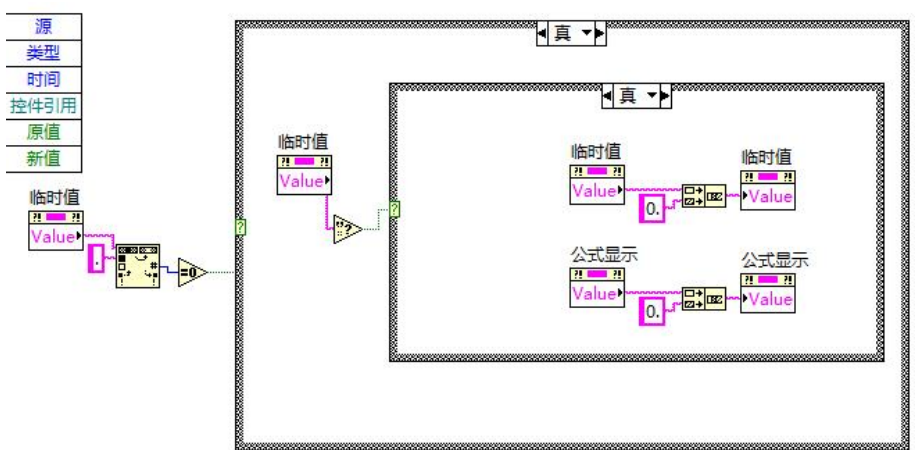 源
类型
时间
控件引用
原值
新值
临时值
Value
.
=0
真
临时值
Value
?
真
临时值
Value
0.
临时值
Value
公式显示
Value
0.
公式显示
Value
?
?